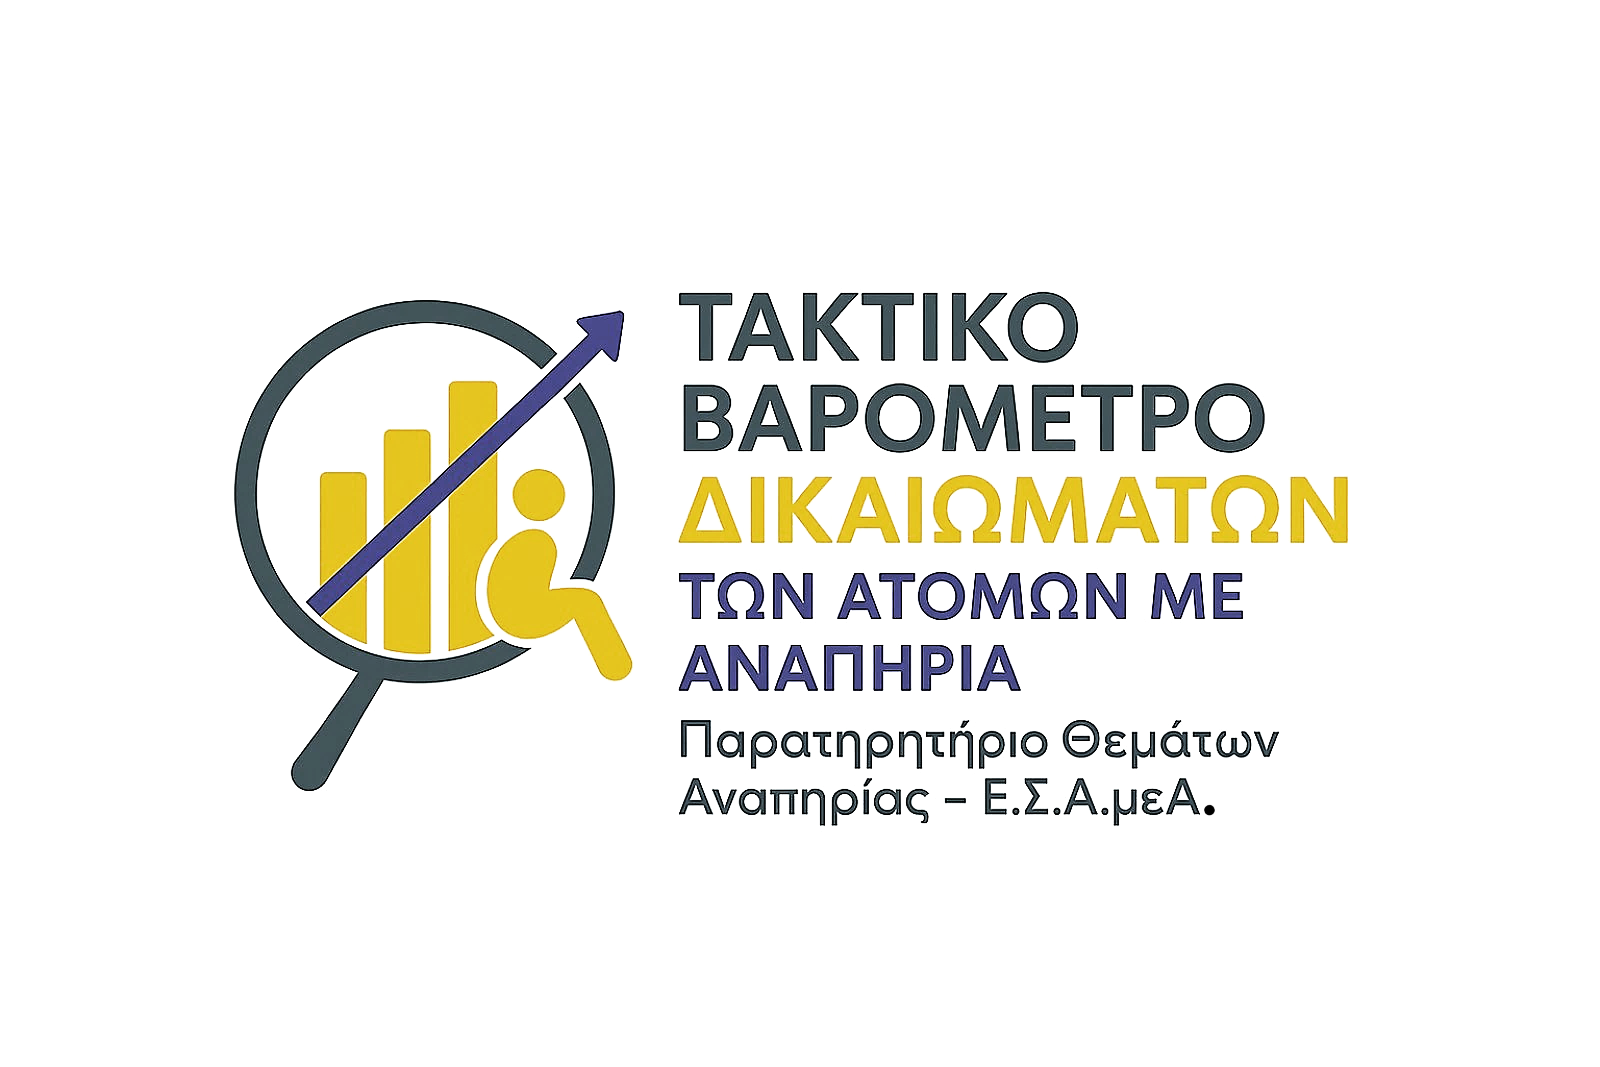 ΤΑΚΤΙΚΟ
ΒΑΡΟΜΕΤΡΟ
ΔΙΚΑΙΩΜΑΤΩΝ
ΤΩΝ ΑΤΟΜΩΝ ΜΕ
ΑΝΑΠΗΡΙΑ
Παρατηρητήριο Θεμάτων
Αναπηρίας – Ε.Σ.Α.μεΑ.